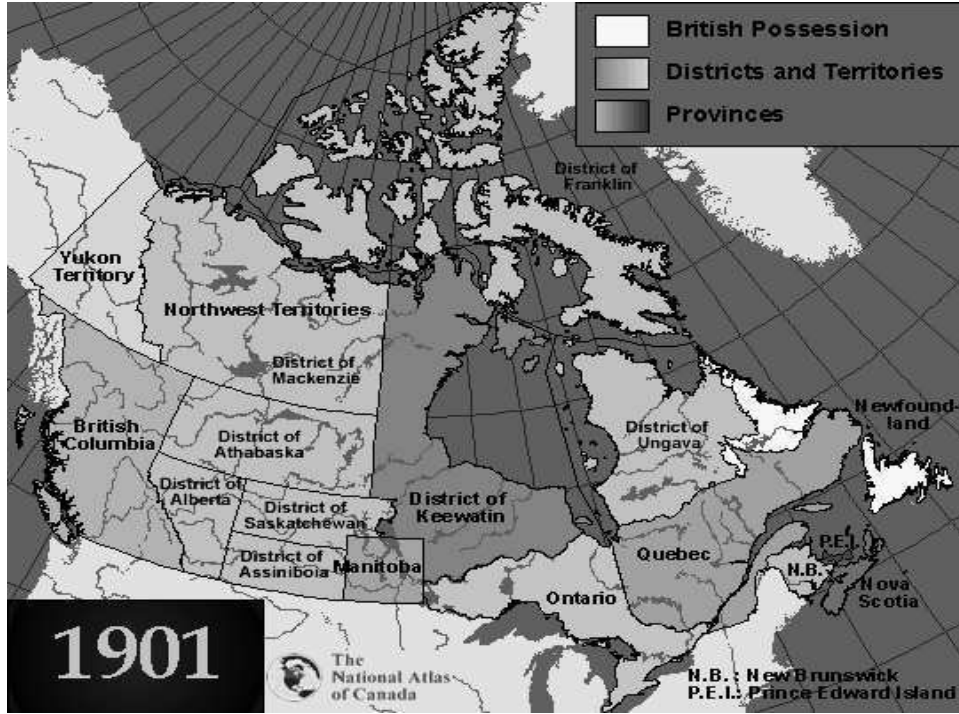 British Possession
Districts and Territories
Provinces
District of
Franklin
Yukon
Territory
Northwest Territories
District of
Mackenzie
British
Columbia
District of
Athabaska
District of
Alberta
District of
Saskatchewan
District of
Assiniboia
Manitoba
District of
Keewatin
District of
Ungava
Newfound-
land
Quebec
Ontario
P.E.I.
N.B.
Nova
Scotia
1901
The
National Atlas
of Canada
N.B. : New Brunswick
P.E.I.: Prince Edward Island